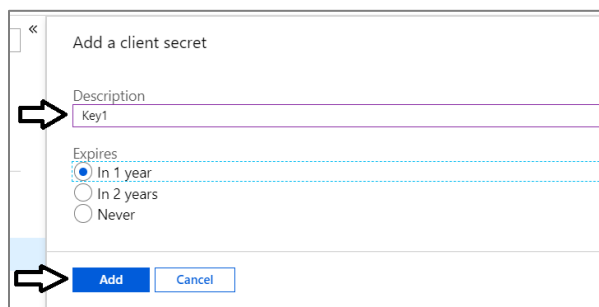 «
Add a client secret
Description
Key1
Expires
In 1 year
In 2 years
Never
Add Cancel